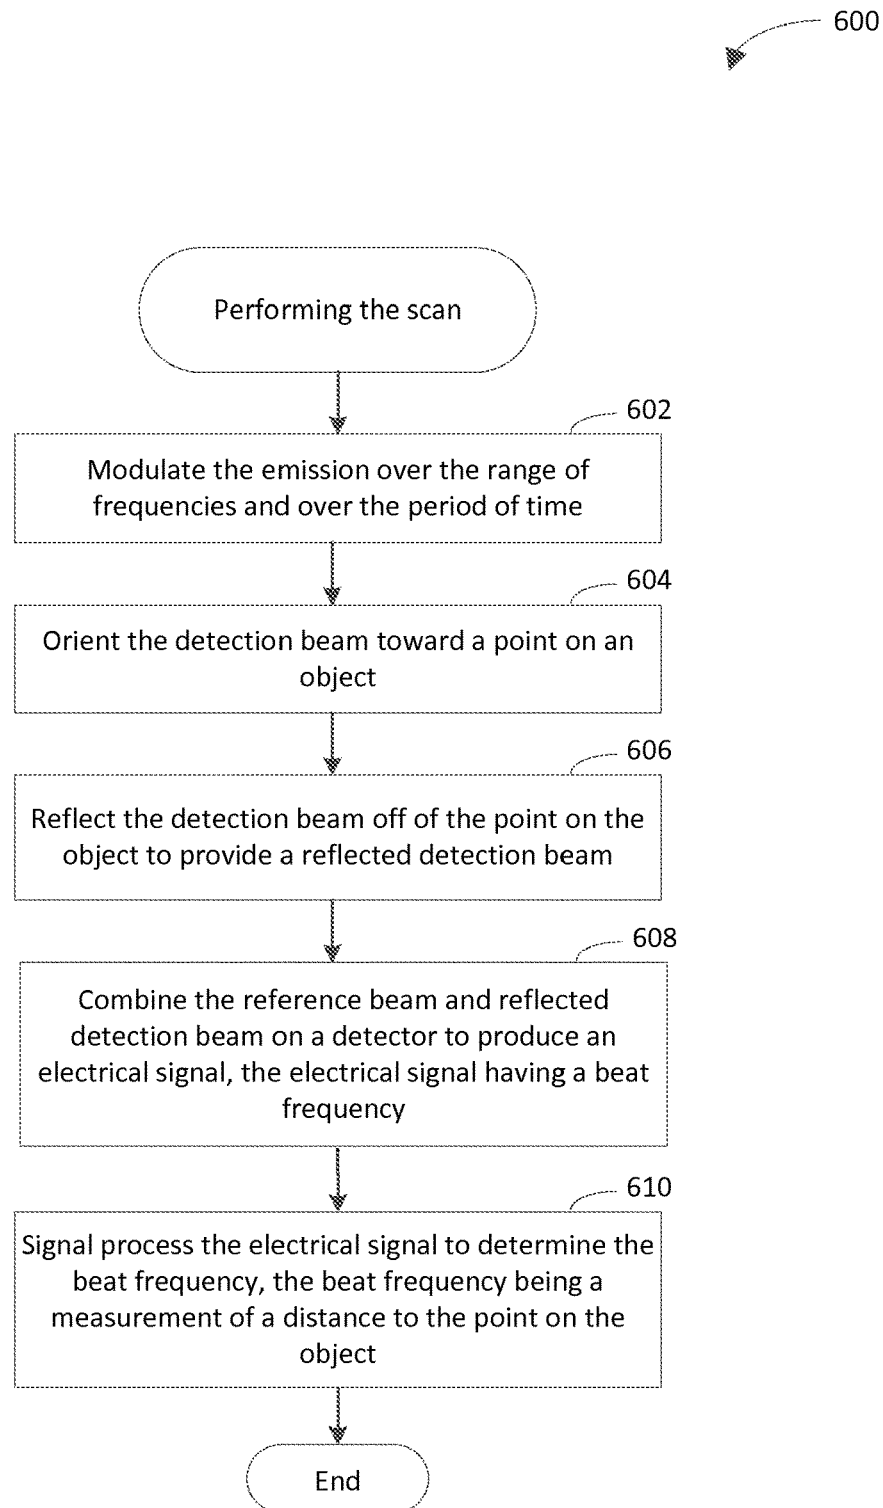 600
Performing the scan
602
Modulate the emission over the range of
frequencies and over the period of time
604
Orient the detection beam toward a point on an
object
606
Reflect the detection beam off of the point on the
object to provide a reflected detection beam
608
Combine the reference beam and reflected
detection beam on a detector to produce an
electrical signal, the electrical signal having a beat
frequency
610
Signal process the electrical signal to determine the
beat frequency, the beat frequency being a
measurement of a distance to the point on the
object
End